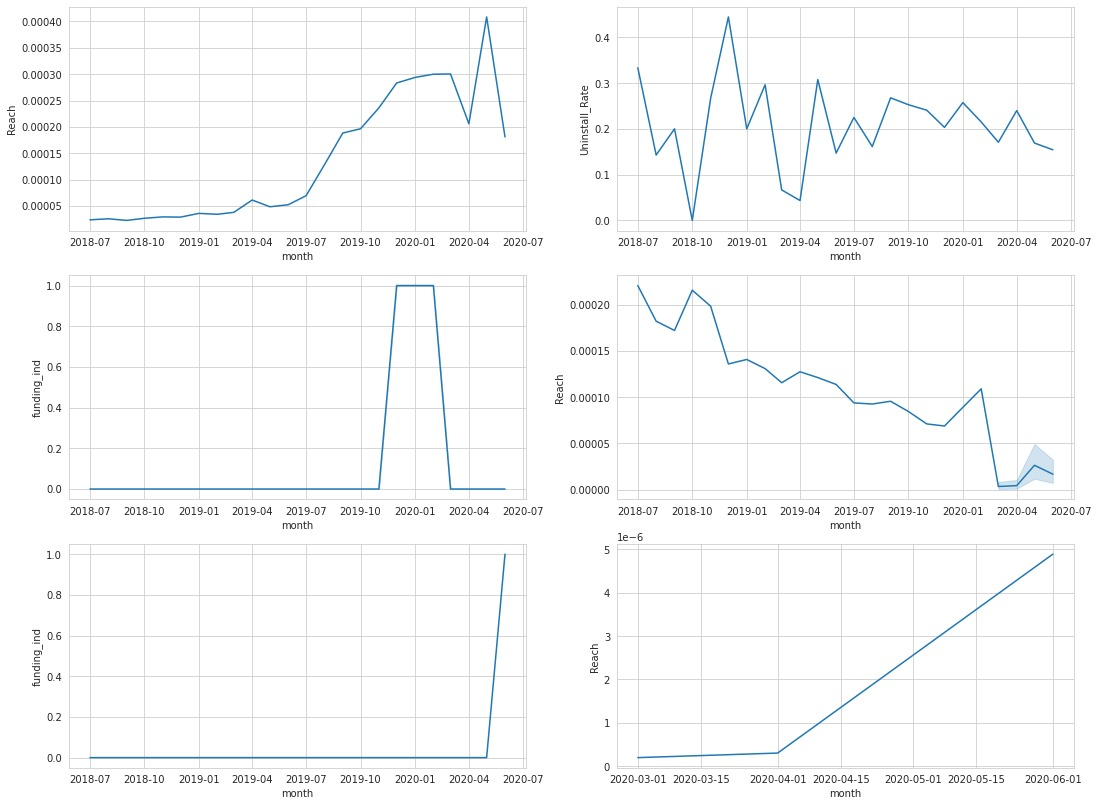 Reach
0.00040
0.00035
0.00030
0.00025
0.00020
0.00015
0.00010
0.00005
2018-07 2018-10 2019-01 2019-04 2019-07 2019-10 2020-01 2020-04 2020-07
month
Uninstall_Rate
0.4
0.3
0.2
0.1
0.0
2018-07 2018-10 2019-01 2019-04 2019-07 2019-10 2020-01 2020-04 2020-07
month
funding_ind
1.0
0.8
0.6
0.4
0.2
0.0
2018-07 2018-10 2019-01 2019-04 2019-07 2019-10 2020-01 2020-04 2020-07
month
Reach
0.00020
0.00015
0.00010
0.00005
0.00000
2018-07 2018-10 2019-01 2019-04 2019-07 2019-10 2020-01 2020-04 2020-07
month
funding_ind
1.0
0.8
0.6
0.4
0.2
0.0
2018-07 2018-10 2019-01 2019-04 2019-07 2019-10 2020-01 2020-04 2020-07
month
1e−6
Reach
5
4
3
2
1
0
2020-03-01 2020-03-15 2020-04-01 2020-04-15 2020-05-01 2020-05-15 2020-06-01
month